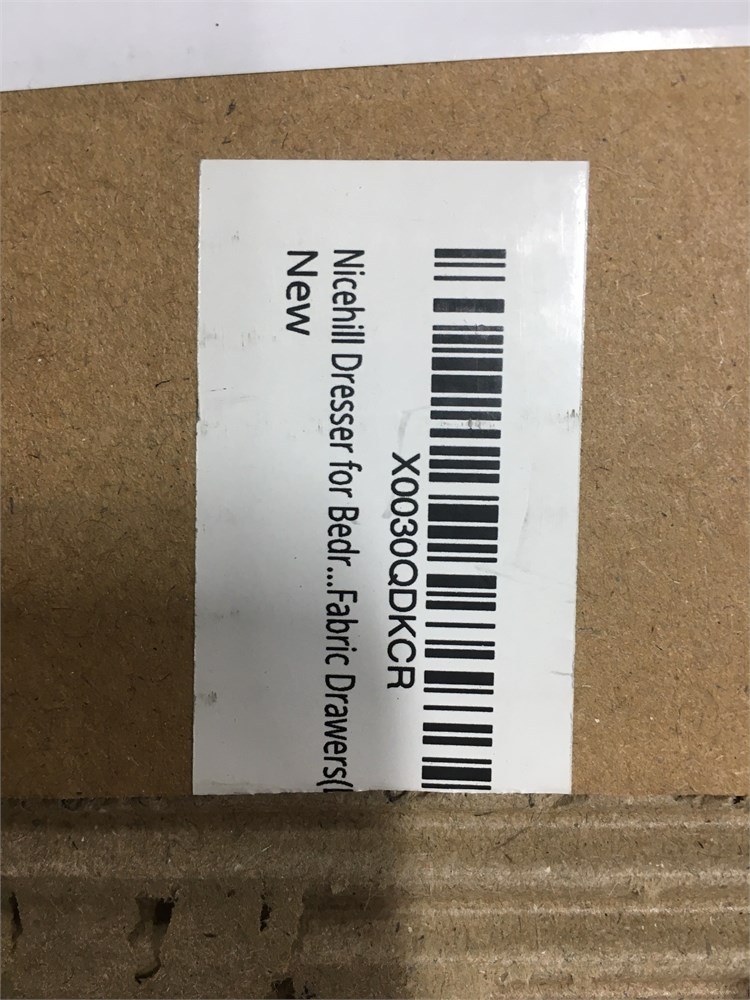 X0030QDKCR
Nicehill Dresser for Bedr...Fabric Drawers(
New